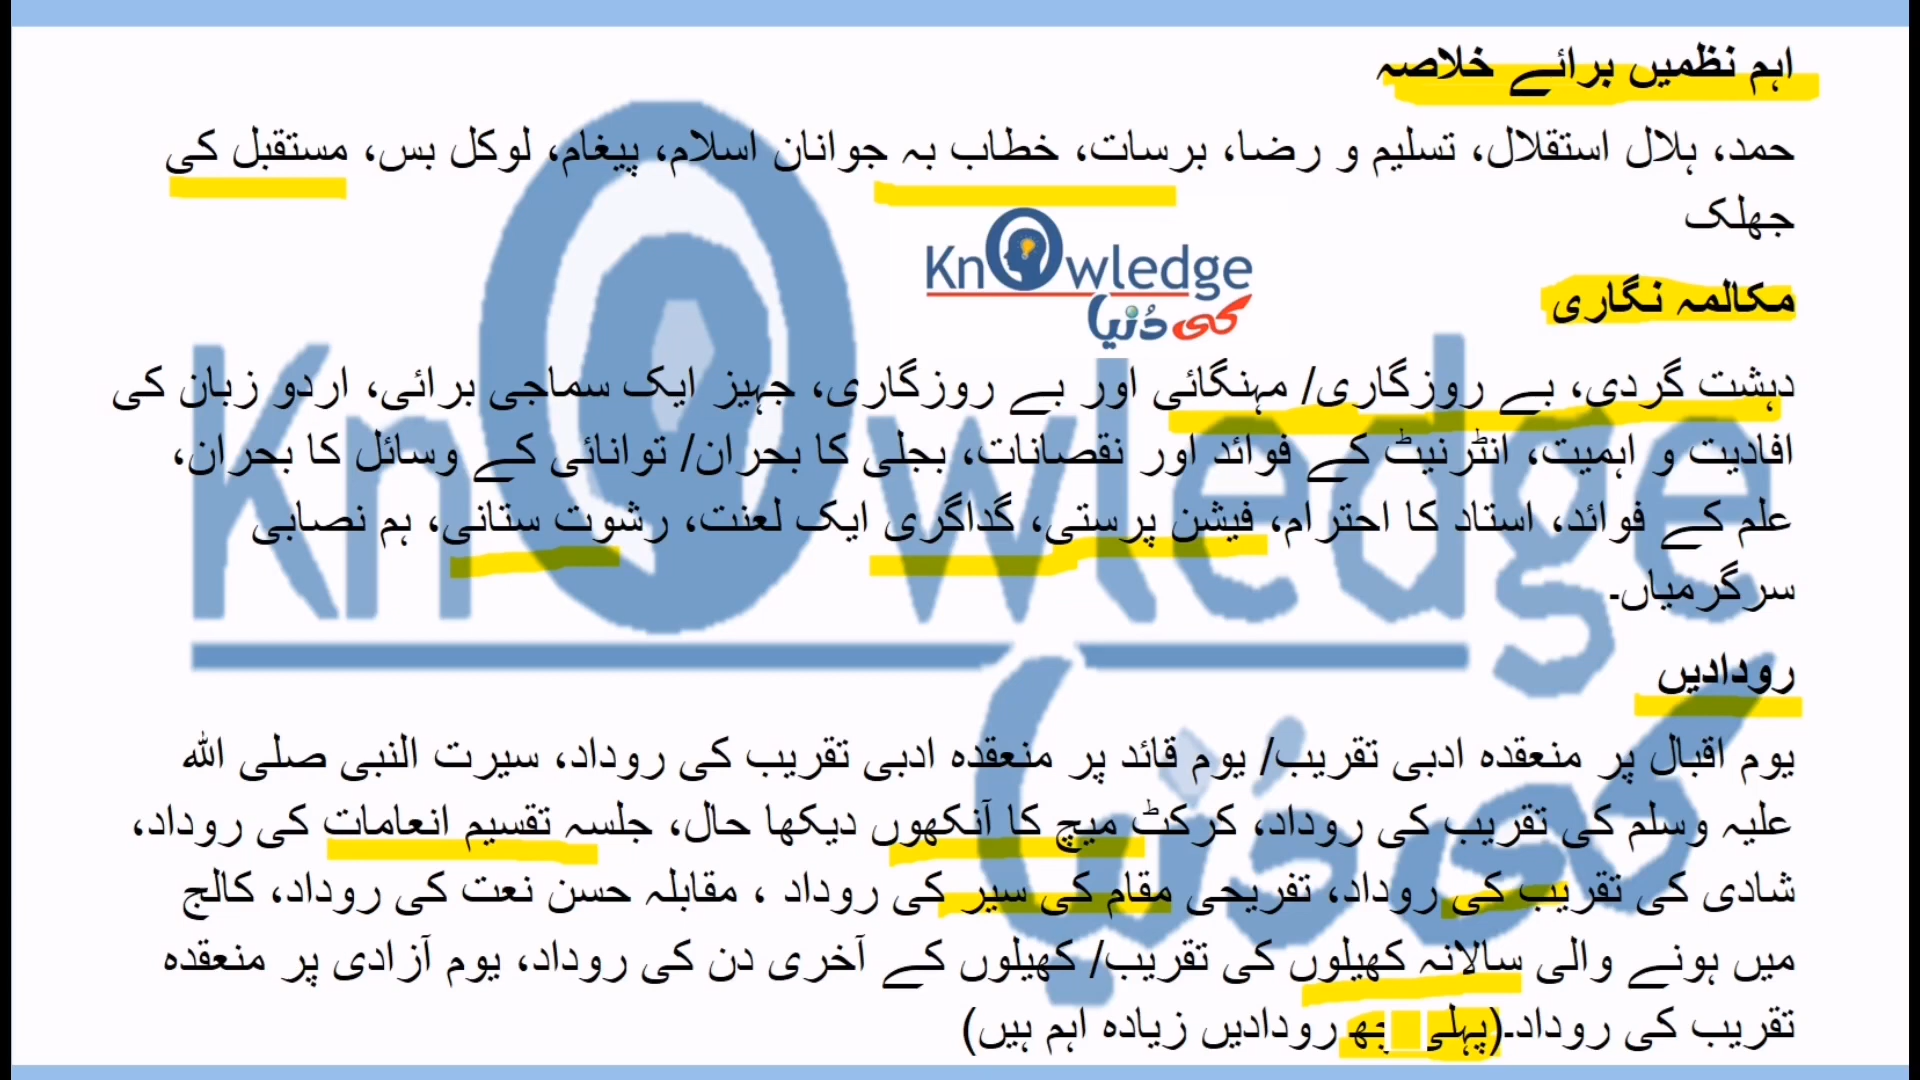 اہم نظمیں برائے خلاصہ
حمد، ہلال استقلال، تسلیم و رضا، برسات، خطاب بہ جوانان اسلام، پیغام، لوکل بس، مستقبل کی
جھلک
Knowledge
کی دُنیا
مکالمہ نگاری
دہشت گردی، بے روزگاری/ مہنگائی اور بے روزگاری، جہیز ایک سماجی برائی، اردو زبان کی
افادیت و اہمیت، انٹرنیٹ کے فوائد اور نقصانات، بجلی کا بحران/ توانائی کے وسائل کا بحران،
علم کے فوائد، استاد کا احترام، فیشن پرستی، گداگری ایک لعنت، رشوت ستانی، ہم نصابی
سرگرمیاں۔
Knowledge
کی دُنیا
رودادیں
یوم اقبال پر منعقدہ ادبی تقریب/ یوم قائد پر منعقدہ ادبی تقریب کی روداد، سیرت النبی صلی اللہ
علیہ وسلم کی تقریب کی روداد، کرکٹ میچ کا آنکھوں دیکھا حال، جلسہ تقسیم انعامات کی روداد،
شادی کی تقریب کی روداد، تفریحی مقام کی سیر کی روداد ، مقابلہ حسن نعت کی روداد، کالج
میں ہونے والی سالانہ کھیلوں کی تقریب/ کھیلوں کے آخری دن کی روداد، یوم آزادی پر منعقدہ
تقریب کی روداد۔(پہلی رودادیں زیادہ اہم ہیں)